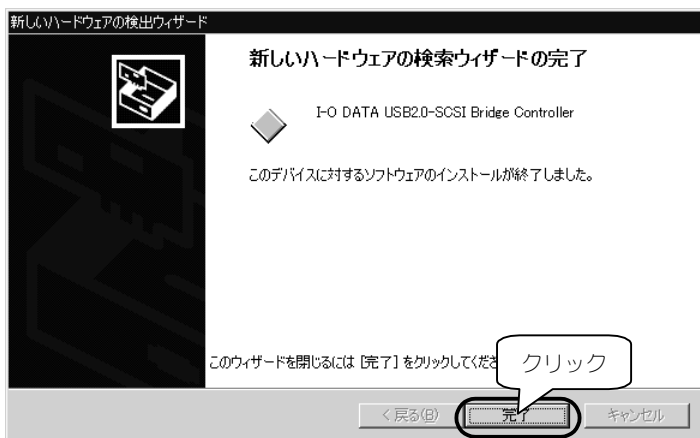 新しいハードウェアの検出ウィザード
新しいハードウェアの検索ウィザードの完了
I-O DATA USB2.0-SCSI Bridge Controller
このデバイスに対するソフトウェアのインストールが終了しました。
このウィザードを閉じるには [完了] をクリックしてくださ
クリック
< 戻る(B)
完了
キャンセル